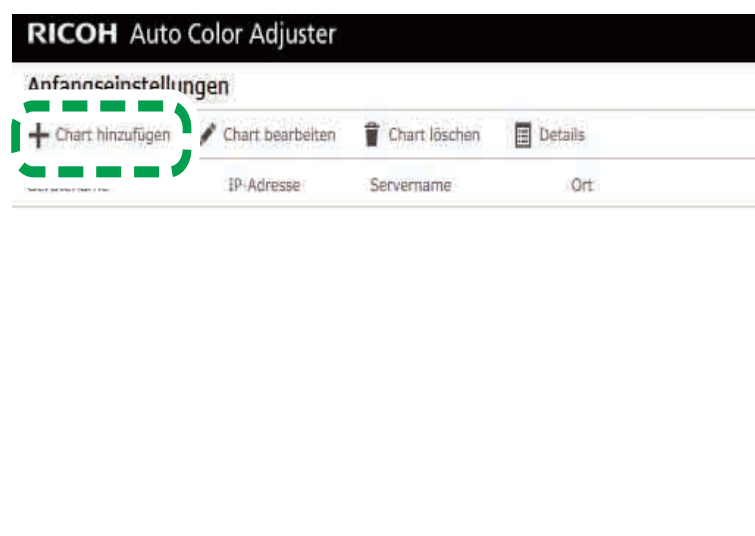 RICOH Auto Color Adjuster
Anfangseinstellungen
Chart hinzufügen Chart bearbeiten Chart löschen Details
IP-Adresse Servername Ort